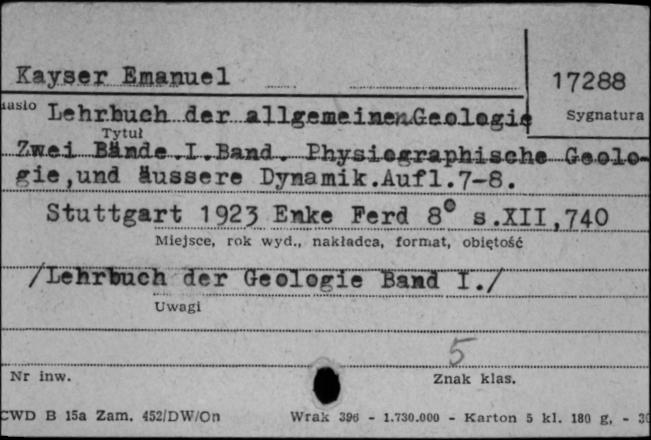 Kayser Emanuel
17288
Lehrbuch der allgemeinen Geologie
Sygnatura
Tytuł
Zwei Bände.I.Band. Physiographische Geolo-
gie,und äussere Dynamik.Aufl.7-8.
Stuttgart 1923 Enke Ferd 8° s.XII,740
Miejsce, rok wyd., nakładca, format, objętość
/Lehrbuch der Geologie Band I./
Uwagi
5
Nr inw.
Znak klas.
CWD B 15a Zam. 452/DW/On Wrak 396 - 1.730.000 - Karton 5 kl. 180 g, - 30